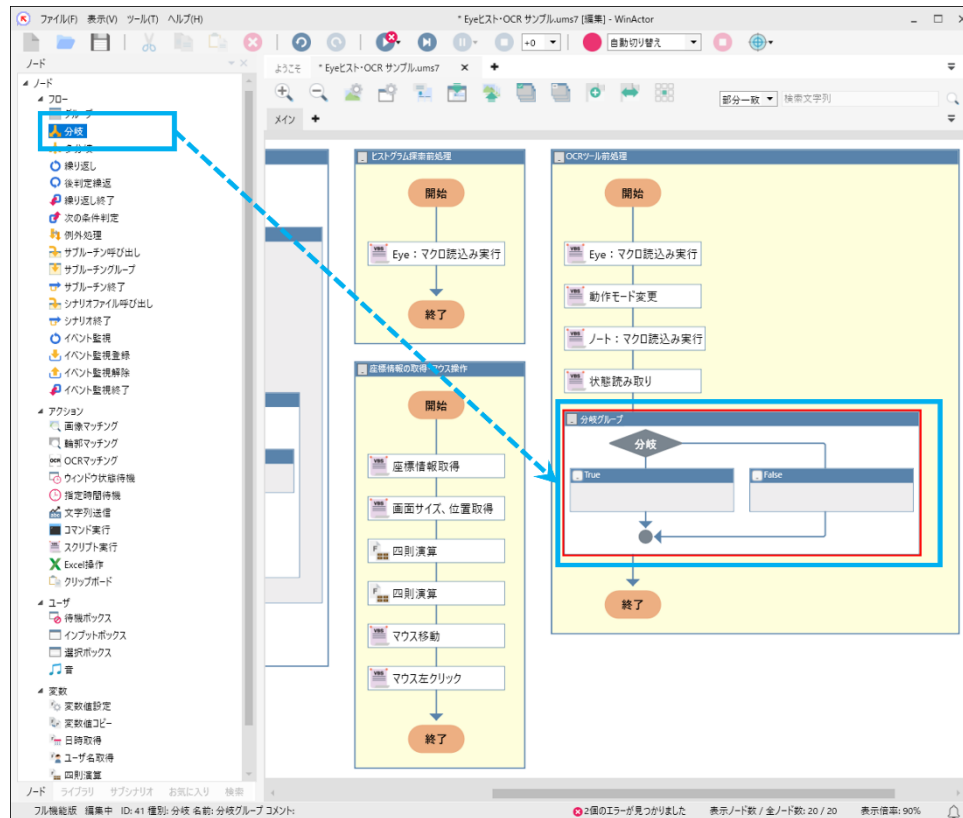 ファイル(F) 表示(V) ツール(T) ヘルプ(H)
* Eyeヒスト・OCR サンプル.ums7 [編集] - WinActor
+0
自動切り替え
ノード
ようこそ
* Eyeヒスト・OCR サンプル.ums7
部分一致
検索文字列
メイン
ノード
フロー
グループ
分岐
多分岐
繰り返し
後判定繰返
繰り返し終了
次の条件判定
例外処理
サブルーチン呼び出し
サブルーチングループ
サブルーチン終了
シナリオファイル呼び出し
シナリオ終了
イベント監視
イベント監視登録
イベント監視解除
イベント監視終了
アクション
画像マッチング
輪郭マッチング
OCRマッチング
ウィンドウ状態待機
指定時間待機
文字列送信
コマンド実行
スクリプト実行
Excel操作
クリップボード
ユーザ
待機ボックス
インプットボックス
選択ボックス
音
変数
変数値設定
変数値コピー
日時取得
ユーザ名取得
四則演算
ヒストグラム探索前処理
開始
Eye：マクロ読込み実行
終了
座標情報の取得・マウス操作
開始
座標情報取得
画面サイズ、位置取得
四則演算
四則演算
マウス移動
マウス左クリック
終了
OCRツール前処理
開始
Eye：マクロ読込み実行
動作モード変更
ノート：マクロ読込み実行
状態読み取り
分岐グループ
分岐
True
False
終了
ノード ライブラリ サブシナリオ お気に入り 検索
フル機能版 編集中 ID: 41 種別: 分岐 名前: 分岐グループ コメント:
2個のエラーが見つかりました
表示ノード数 / 全ノード数: 20 / 20
表示倍率: 90%